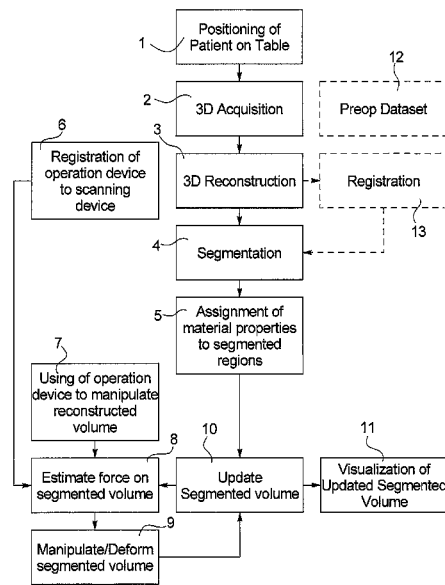 1
Positioning of
Patient on Table
2
3D Acquisition
12
Preop Dataset
6
Registration of
operation device
to scanning
device
3
3D Reconstruction
Registration
13
4
Segmentation
5
Assignment of
material properties
to segmented
regions
7
Using of operation
device to manipulate
reconstructed
volume
8
Estimate force on
segmented volume
10
Update
Segmented volume
11
Visualization of
Updated Segmented
Volume
9
Manipulate/Deform
segmented volume